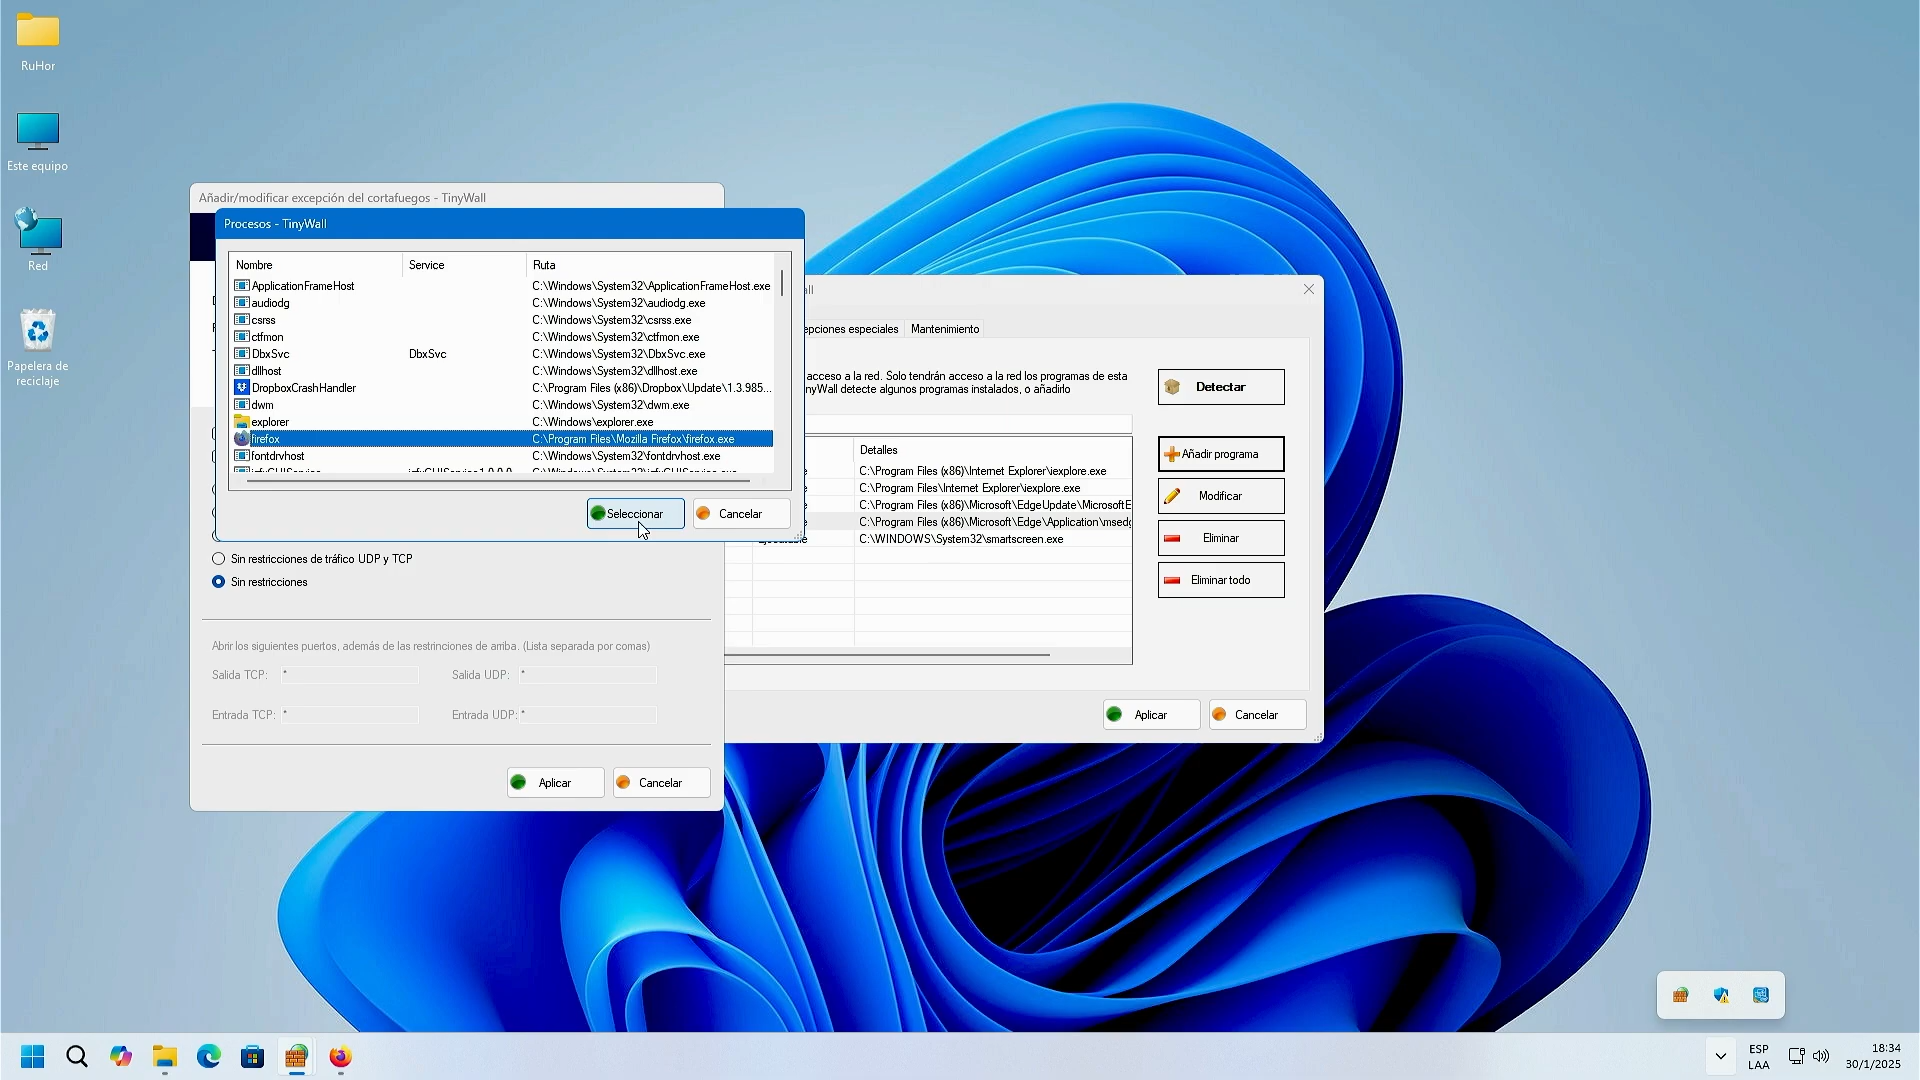 RuHor
Este equipo
Red
Papelera de
reciclaje
Añadir/modificar excepción del cortafuegos - TinyWall
Procesos - TinyWall
Nombre Service Ruta
ApplicationFrameHost C:\Windows\System32\ApplicationFrameHost.exe
audiodg C:\Windows\System32\audiodg.exe
csrss C:\Windows\System32\csrss.exe
ctfmon C:\Windows\System32\ctfmon.exe
DbxSvc DbxSvc C:\Windows\System32\DbxSvc.exe
dllhost C:\Windows\System32\dllhost.exe
DropboxCrashHandler C:\Program Files (x86)\Dropbox\Update\1.3.985...
dwm C:\Windows\System32\dwm.exe
explorer C:\Windows\explorer.exe
firefox C:\Program Files\Mozilla Firefox\firefox.exe
fontdrvhost C:\Windows\System32\fontdrvhost.exe
Seleccionar Cancelar
Sin restricciones de tráfico UDP y TCP
Sin restricciones
Abrir los siguientes puertos, además de las restrinciones de arriba. (Lista separada por comas)
Salida TCP: * Salida UDP: *
Entrada TCP: * Entrada UDP: *
Aplicar Cancelar
epciones especiales Mantenimiento
acceso a la red. Solo tendrán acceso a la red los programas de esta
nyWall detecte algunos programas instalados, o añadirlo
Detalles
C:\Program Files (x86)\Internet Explorer\iexplore.exe
C:\Program Files\Internet Explorer\iexplore.exe
C:\Program Files (x86)\Microsoft\EdgeUpdate\MicrosoftE
C:\Program Files (x86)\Microsoft\Edge\Application\msedg
C:\WINDOWS\System32\smartscreen.exe
Detectar
Añadir programa
Modificar
Eliminar
Eliminar todo
Aplicar Cancelar
ESP
LAA
18:34
30/1/2025